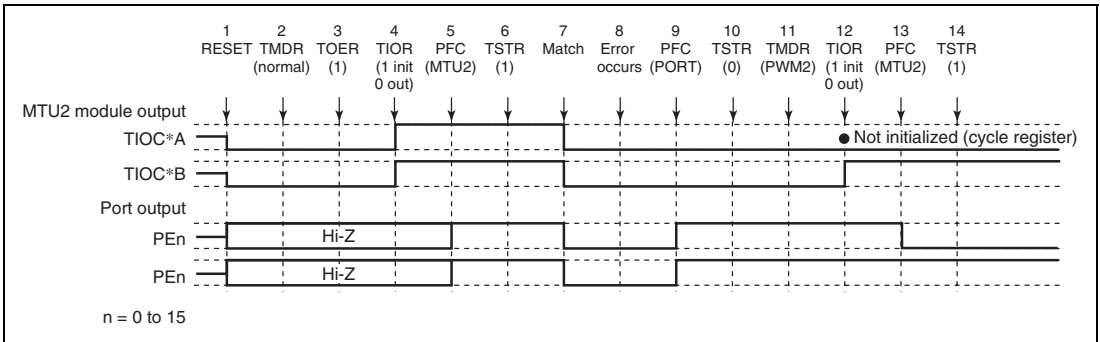 1 2 3 4 5 6 7 8 9 10 11 12 13 14
RESET TMDR TOER TIOR PFC TSTR Match Error PFC TSTR TMDR TIOR PFC TSTR
(normal) (1) (1 init (MTU2) (1) occurs (PORT) (0) (PWM2) (1 init (MTU2) (1)
0 out) 0 out)
MTU2 module output
TIOC*A
● Not initialized (cycle register)
TIOC*B
Port output
PEn Hi-Z
PEn Hi-Z
n = 0 to 15